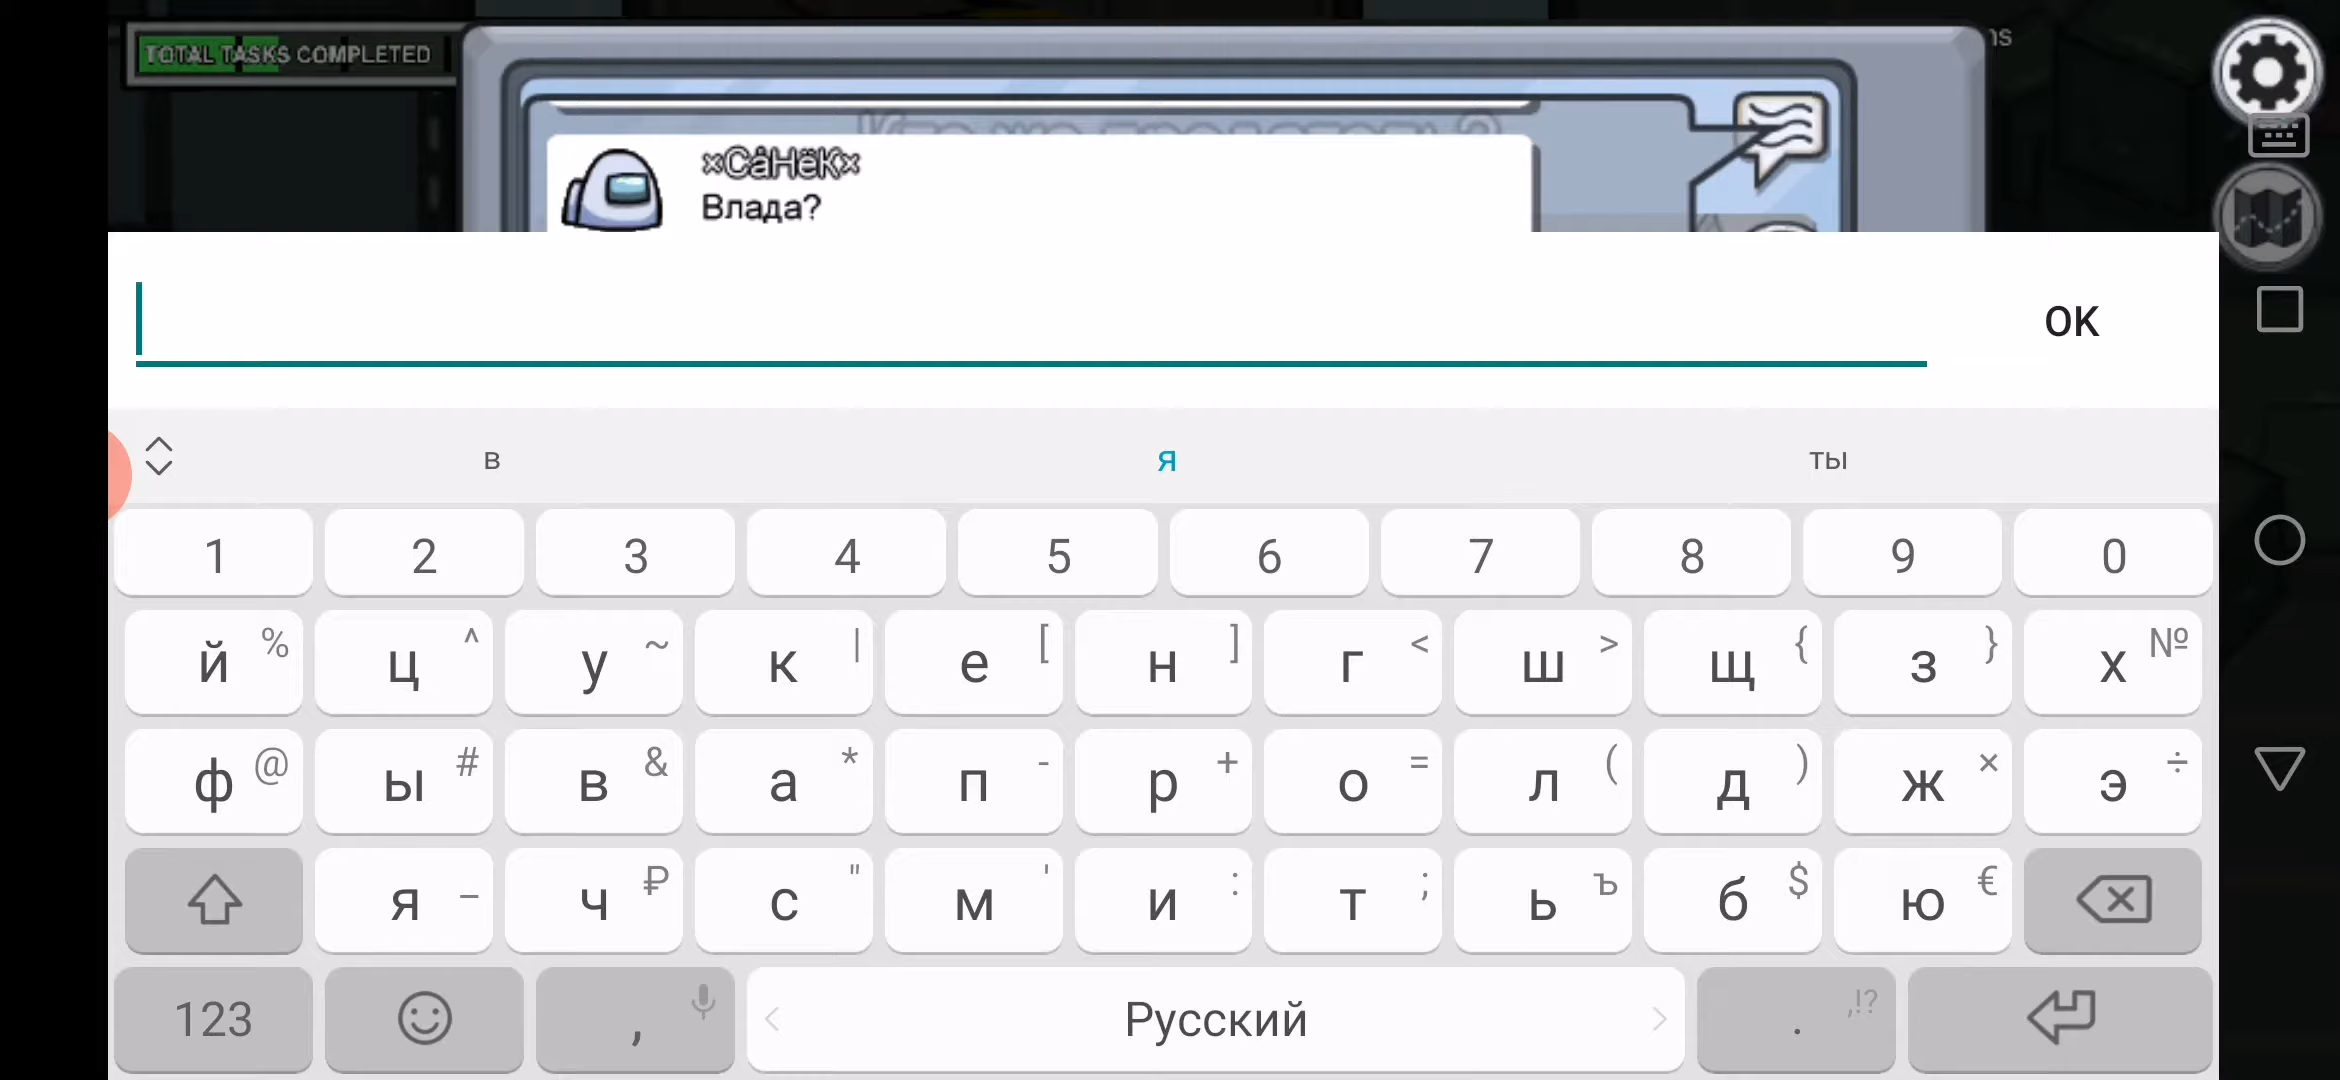 TOTAL TASKS COMPLETED
×СåНёК×
Влада?
OK
в я ты
1 2 3 4 5 6 7 8 9 0
й % ц ^ у ~ к | е [ н ] г < ш > щ { з } х №
ф @ ы # в & а * п - р + о = л ( д ) ж × э ÷
я _ ч ₽ с " м ' и : т ; ь ъ б $ ю €
123 , Русский . ,!?